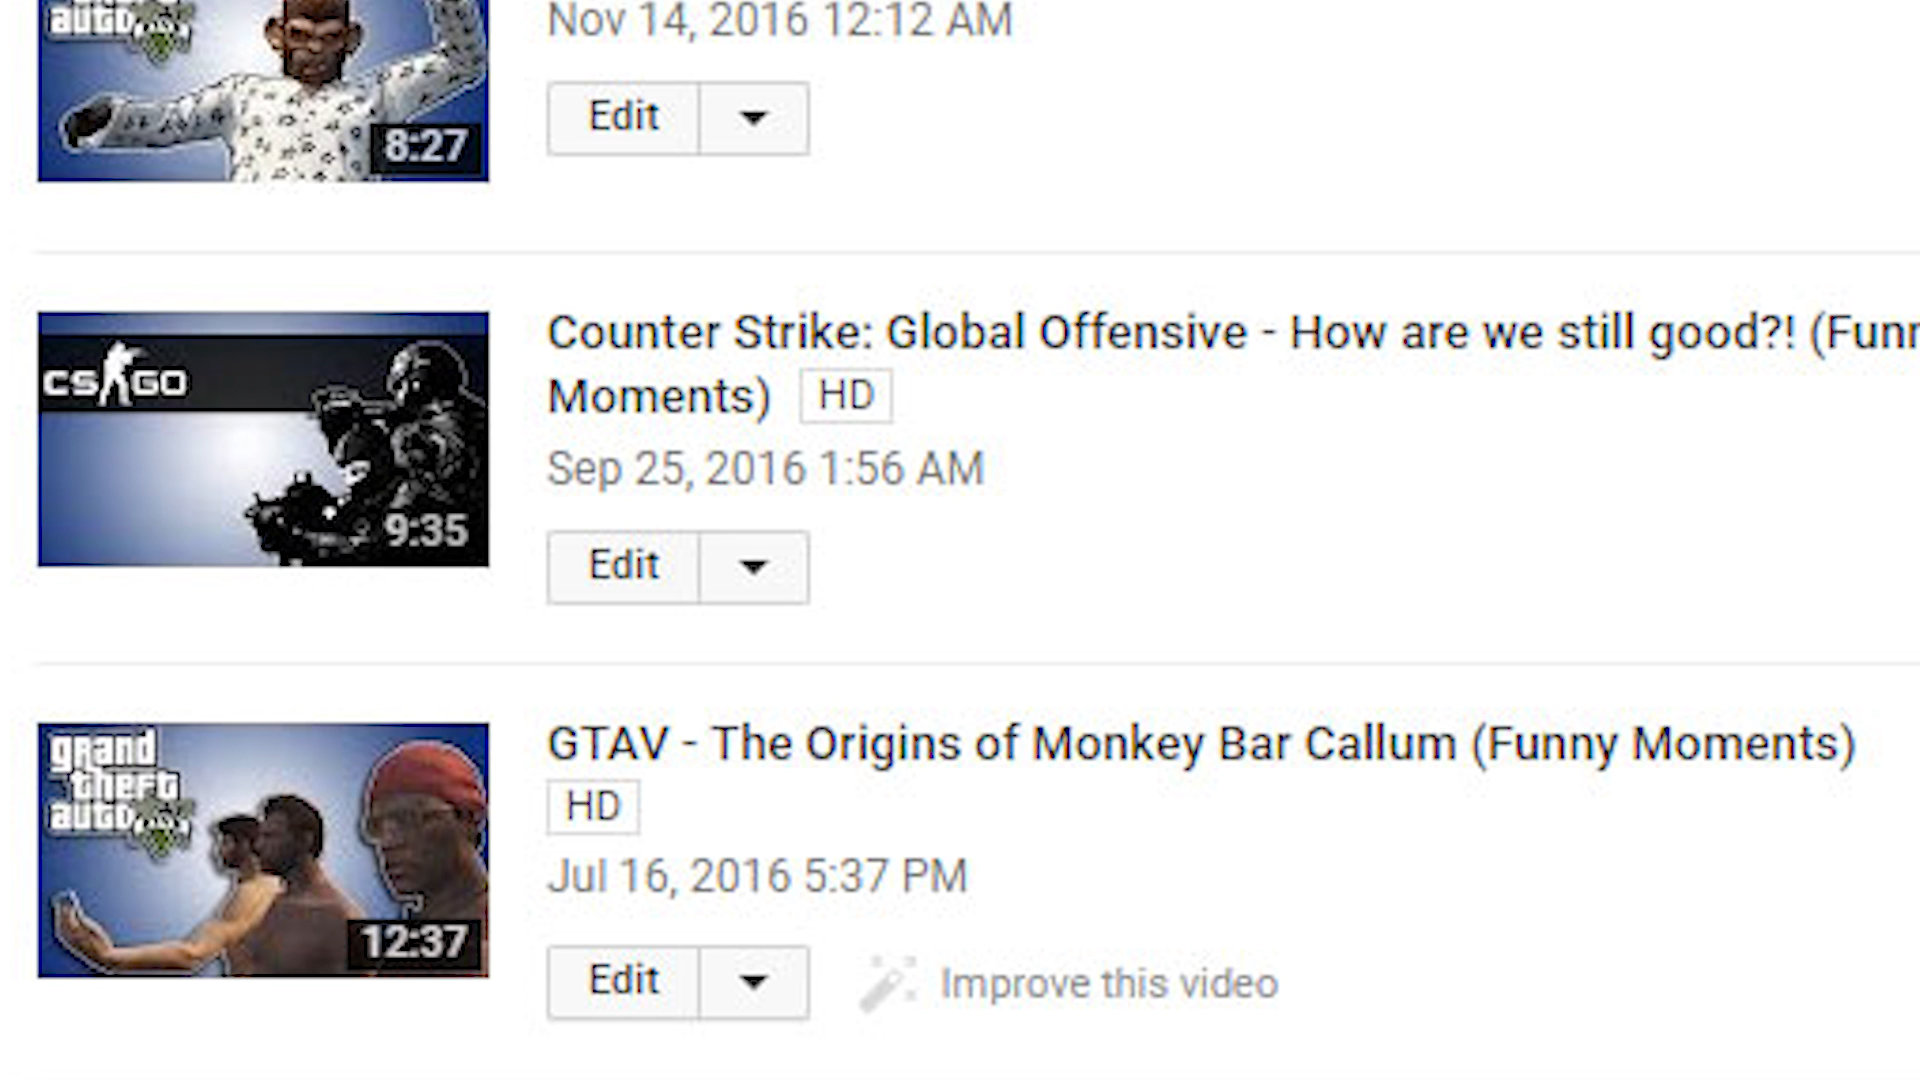 auto
Nov 14, 2016 12:12 AM
Edit
8:27
Counter Strike: Global Offensive - How are we still good?! (Funn
CS GO
Moments) HD
Sep 25, 2016 1:56 AM
9:35
Edit
GTAV - The Origins of Monkey Bar Callum (Funny Moments)
grand
theft
auto
HD
Jul 16, 2016 5:37 PM
12:37
Edit
Improve this video